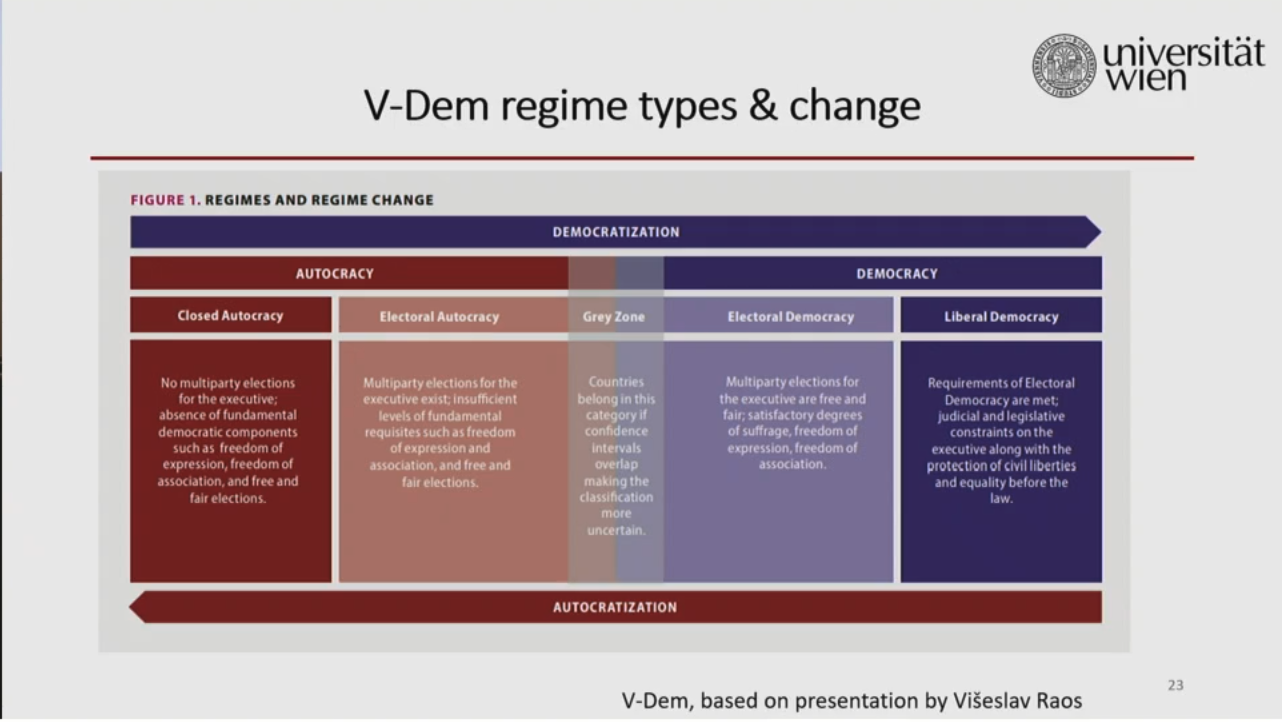 universität
wien
V-Dem regime types & change
FIGURE 1. REGIMES AND REGIME CHANGE
DEMOCRATIZATION
AUTOCRACY
DEMOCRACY
Closed Autocracy
Electoral Autocracy
Grey Zone
Electoral Democracy
Liberal Democracy
No multiparty elections
for the executive;
absence of fundamental
democratic components
such as freedom of
expression, freedom of
association, and free and
fair elections.
Multiparty elections for the
executive exist; insufficient
levels of fundamental
requisites such as freedom
of expression and
association, and free and
fair elections.
Countries
belong in this
category if
confidence
intervals
overlap
making the
classification
more
uncertain.
Multiparty elections for
the executive are free and
fair; satisfactory degrees
of suffrage, freedom of
expression, freedom of
association.
Requirements of Electoral
Democracy are met;
judicial and legislative
constraints on the
executive along with the
protection of civil liberties
and equality before the
law.
AUTOCRATIZATION
23
V-Dem, based on presentation by Višeslav Raos